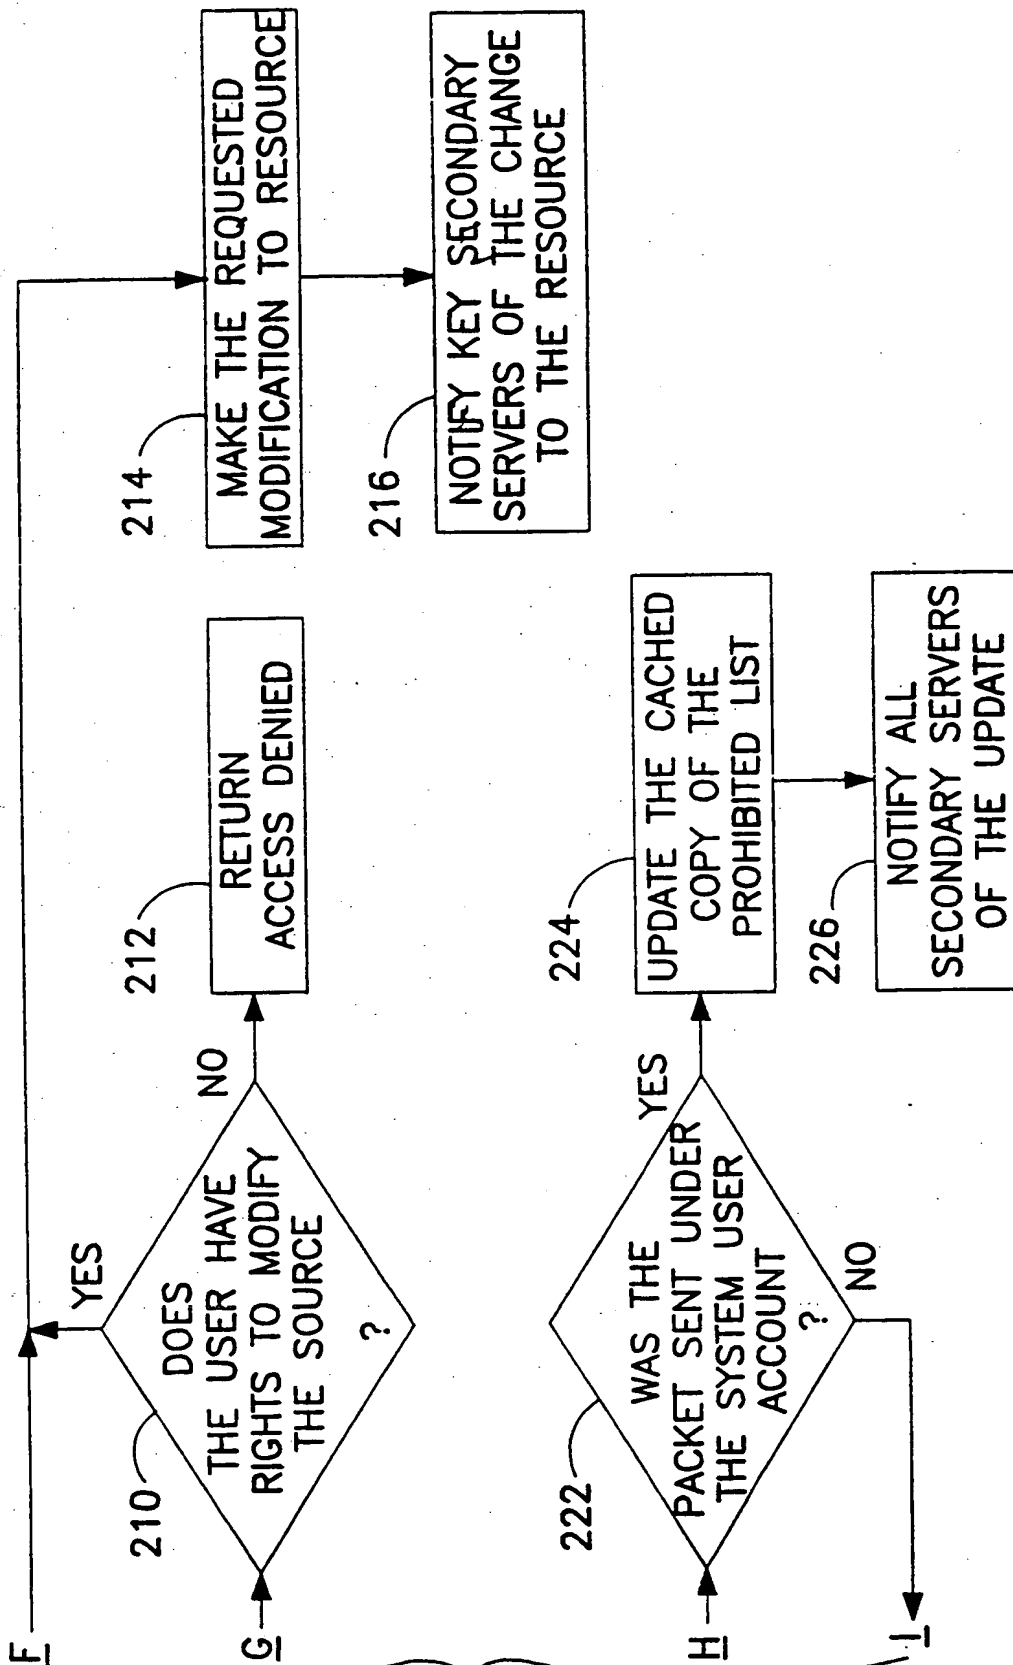 F
YES
214
MAKE THE REQUESTED
MODIFICATION TO RESOURCE
210
DOES
THE USER HAVE
RIGHTS TO MODIFY
THE SOURCE
?
G
NO
212
RETURN
ACCESS DENIED
216
NOTIFY KEY SECONDARY
SERVERS OF THE CHANGE
TO THE RESOURCE
H
222
WAS THE
PACKET SENT UNDER
THE SYSTEM USER
ACCOUNT
?
YES
224
UPDATE THE CACHED
COPY OF THE
PROHIBITED LIST
NO
I
226
NOTIFY ALL
SECONDARY SERVERS
OF THE UPDATE